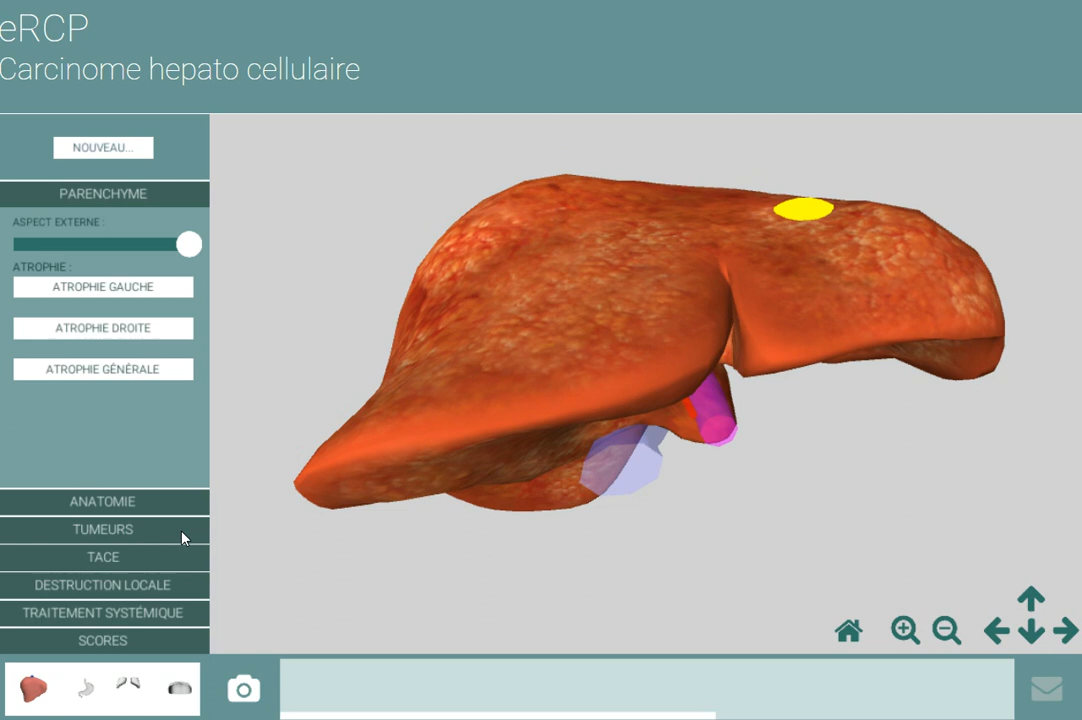 eRCP
Carcinome hepato cellulaire
NOUVEAU...
PARENCHYME
ASPECT EXTERNE :
ATROPHIE :
ATROPHIE GAUCHE
ATROPHIE DROITE
ATROPHIE GÉNÉRALE
ANATOMIE
TUMEURS
TACE
DESTRUCTION LOCALE
TRAITEMENT SYSTÉMIQUE
SCORES